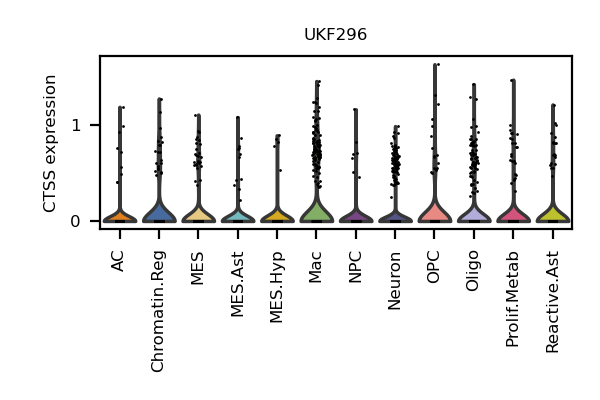 UKF296
CTSS expression
1
0
AC
Chromatin.Reg
MES
MES.Ast
MES.Hyp
Mac
NPC
Neuron
OPC
Oligo
Prolif.Metab
Reactive.Ast